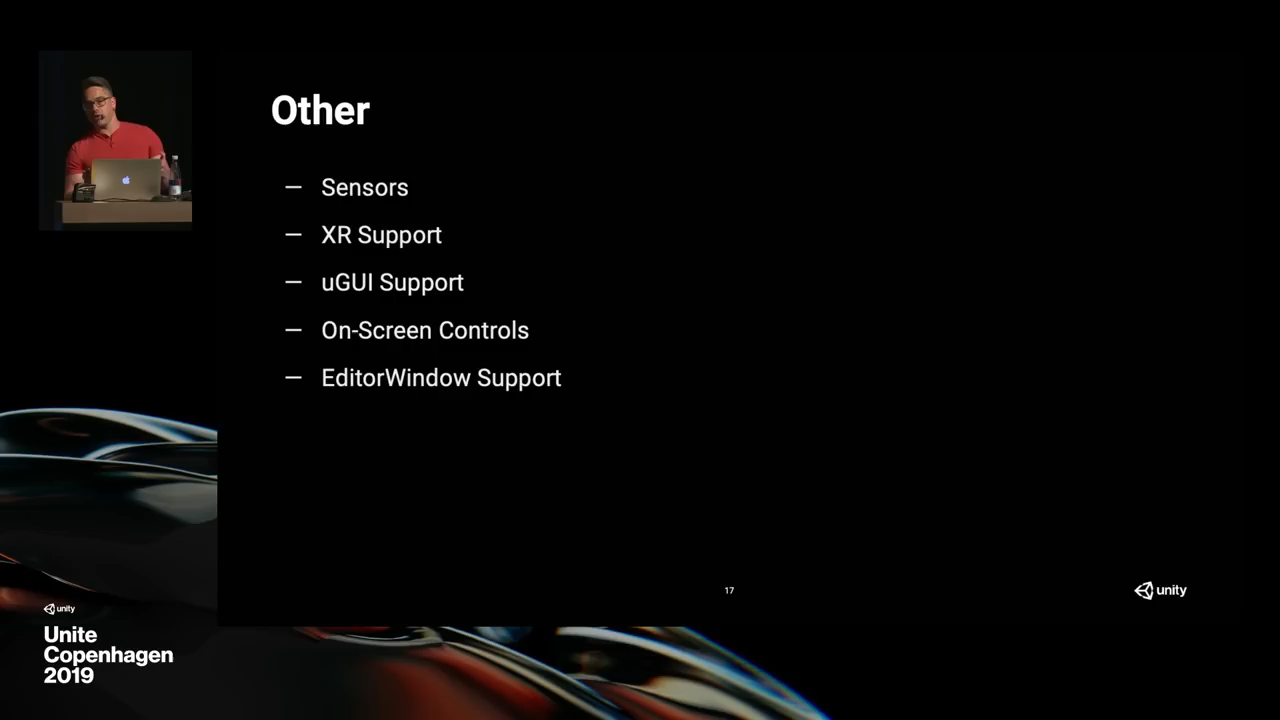 Other
— Sensors
— XR Support
— uGUI Support
— On-Screen Controls
— EditorWindow Support
17
unity
unity
Unite
Copenhagen
2019